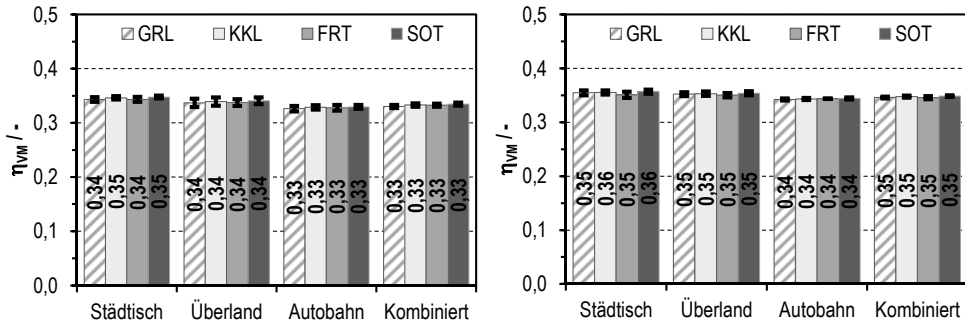 0,5
GRL KKL FRT SOT
0,4
0,3
0,2
0,1
0,0
ηVM / -
0,34 0,35 0,34 0,35
0,34 0,34 0,34 0,34
0,33 0,33 0,33 0,33
0,33 0,33 0,33 0,33
Städtisch Überland Autobahn Kombiniert
0,5
GRL KKL FRT SOT
0,4
0,3
0,2
0,1
0,0
ηVM / -
0,35 0,36 0,35 0,36
0,35 0,35 0,35 0,35
0,34 0,34 0,34 0,34
0,35 0,35 0,35 0,35
Städtisch Überland Autobahn Kombiniert